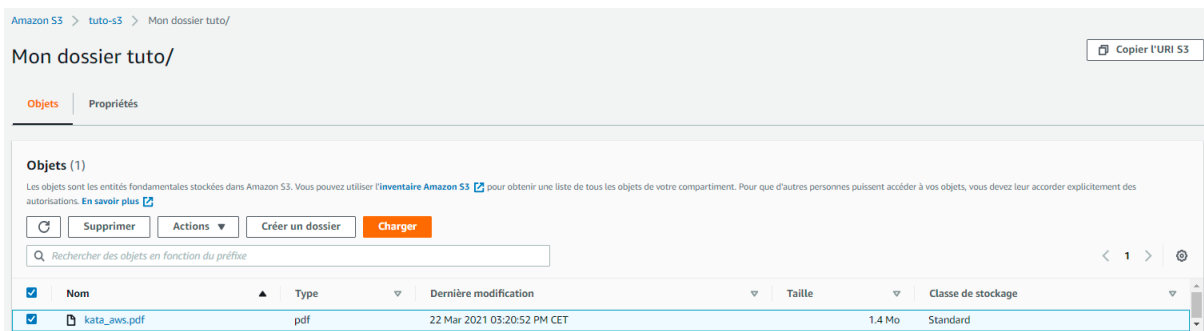 Amazon S3 > tuto-s3 > Mon dossier tuto/
Mon dossier tuto/
Copier l'URI S3
Objets Propriétés
Objets (1)
Les objets sont les entités fondamentales stockées dans Amazon S3. Vous pouvez utiliser l'inventaire Amazon S3 pour obtenir une liste de tous les objets de votre compartiment. Pour que d'autres personnes puissent accéder à vos objets, vous devez leur accorder explicitement des
autorisations. En savoir plus
Supprimer Actions Créer un dossier Charger
Rechercher des objets en fonction du préfixe
< 1 >
Nom Type Dernière modification Taille Classe de stockage
kata_aws.pdf pdf 22 Mar 2021 03:20:52 PM CET 1.4 Mo Standard